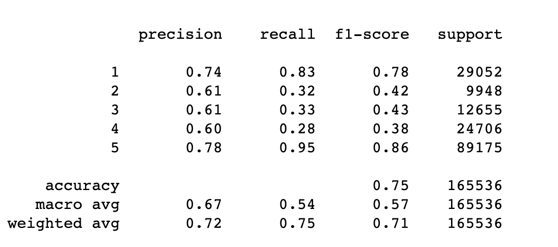 precision recall f1-score support
1 0.74 0.83 0.78 29052
2 0.61 0.32 0.42 9948
3 0.61 0.33 0.43 12655
4 0.60 0.28 0.38 24706
5 0.78 0.95 0.86 89175
accuracy 0.75 165536
macro avg 0.67 0.54 0.57 165536
weighted avg 0.72 0.75 0.71 165536